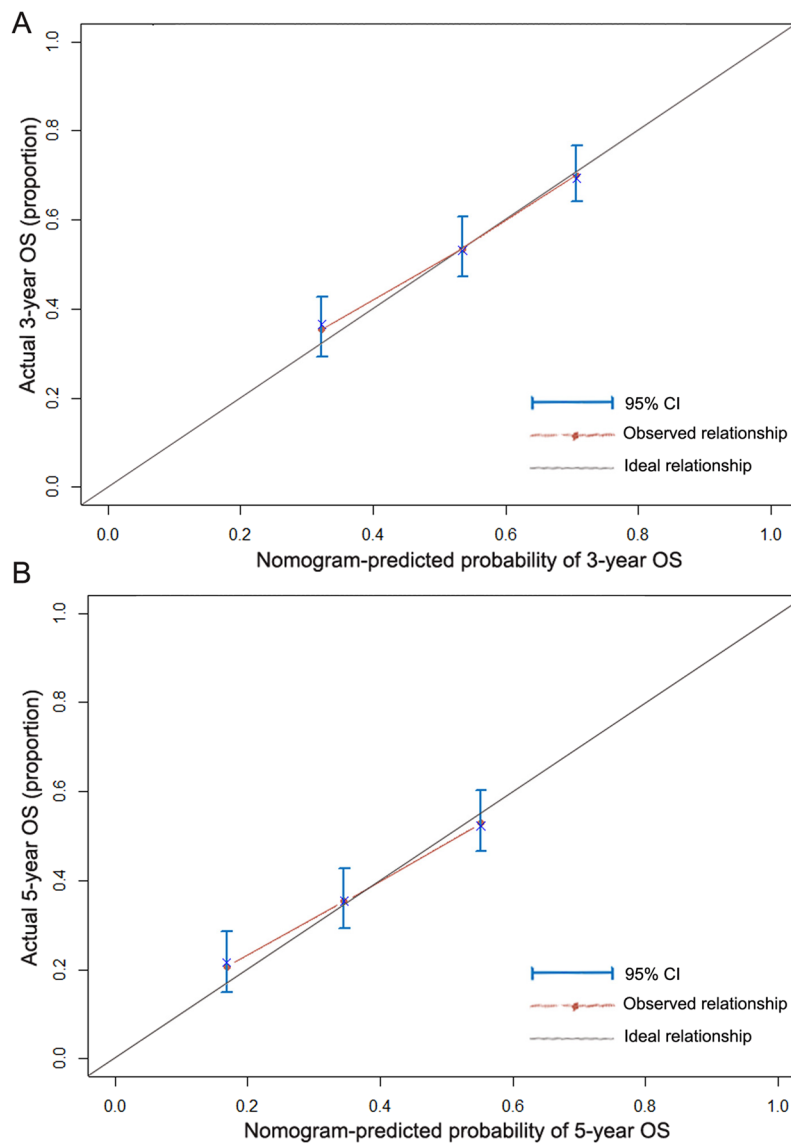 A
Actual 3-year OS (proportion)
1.0
0.8
0.6
0.4
0.2
0.0
95% CI
Observed relationship
Ideal relationship
0.0 0.2 0.4 0.6 0.8 1.0
Nomogram-predicted probability of 3-year OS
B
Actual 5-year OS (proportion)
1.0
0.8
0.6
0.4
0.2
0.0
95% CI
Observed relationship
Ideal relationship
0.0 0.2 0.4 0.6 0.8 1.0
Nomogram-predicted probability of 5-year OS